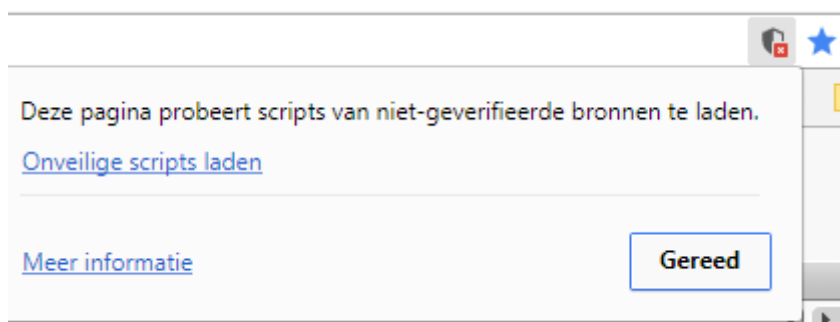 Deze pagina probeert scripts van niet-geverifieerde bronnen te laden.
Onveilige scripts laden
Meer informatie
Gereed